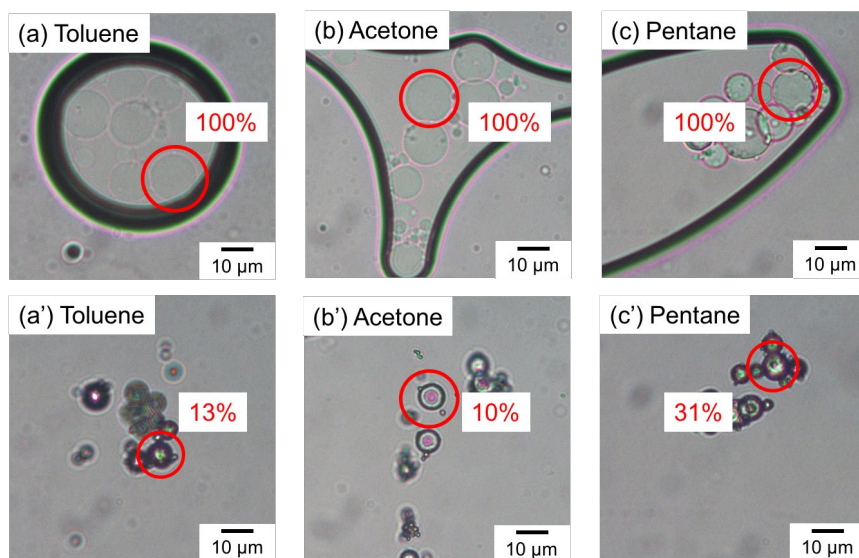 (a) Toluene
100%
10 µm
(b) Acetone
100%
10 µm
(c) Pentane
100%
10 µm
(a’) Toluene
13%
10 µm
(b’) Acetone
10%
10 µm
(c’) Pentane
31%
10 µm